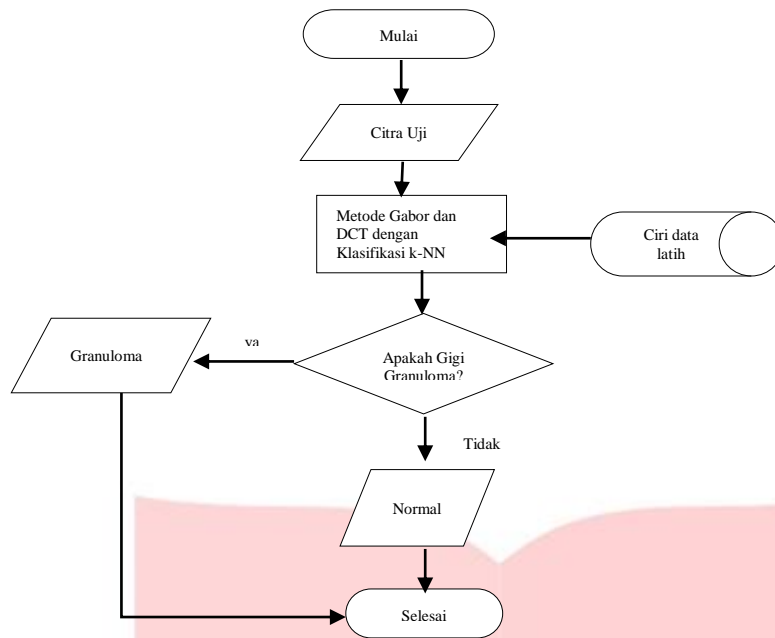 Mulai
Citra Uji
Metode Gabor dan
DCT dengan
Klasifikasi k-NN
Ciri data
latih
Apakah Gigi
Granuloma?
ya
Granuloma
Tidak
Normal
Selesai